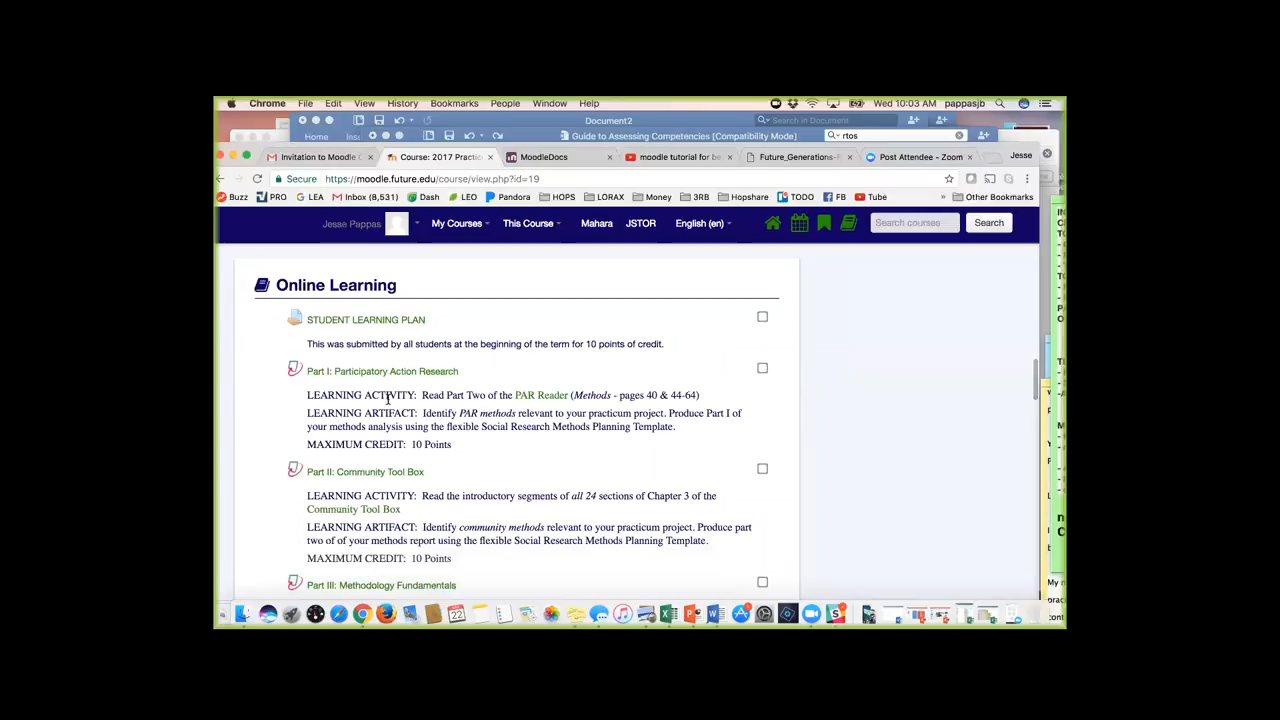 Chrome File Edit View History Bookmarks People Window Help Wed 10:03 AM pappasjb
Document2 Search in Document
Home Guide to Assessing Competencies [Compatibility Mode] rtos
Invitation to Moodle Course: 2017 Practi MoodleDocs moodle tutorial for be Future_Generations- Post Attendee - Zoom Jesse
Secure https://moodle.future.edu/course/view.php?id=19
Buzz PRO LEA Inbox (8,531) Dash LEO Pandora HOPS LORAX Money 3RB Hopshare TODO FB Tube » Other Bookmarks
Jesse Pappas My Courses This Course Mahara JSTOR English (en) Search courses Search
Online Learning
STUDENT LEARNING PLAN
This was submitted by all students at the beginning of the term for 10 points of credit.
Part I: Participatory Action Research
LEARNING ACTIVITY: Read Part Two of the PAR Reader (Methods - pages 40 & 44-64)
LEARNING ARTIFACT: Identify PAR methods relevant to your practicum project. Produce Part I of
your methods analysis using the flexible Social Research Methods Planning Template.
MAXIMUM CREDIT: 10 Points
Part II: Community Tool Box
LEARNING ACTIVITY: Read the introductory segments of all 24 sections of Chapter 3 of the
Community Tool Box
LEARNING ARTIFACT: Identify community methods relevant to your practicum project. Produce part
two of of your methods report using the flexible Social Research Methods Planning Template.
MAXIMUM CREDIT: 10 Points
Part III: Methodology Fundamentals
22